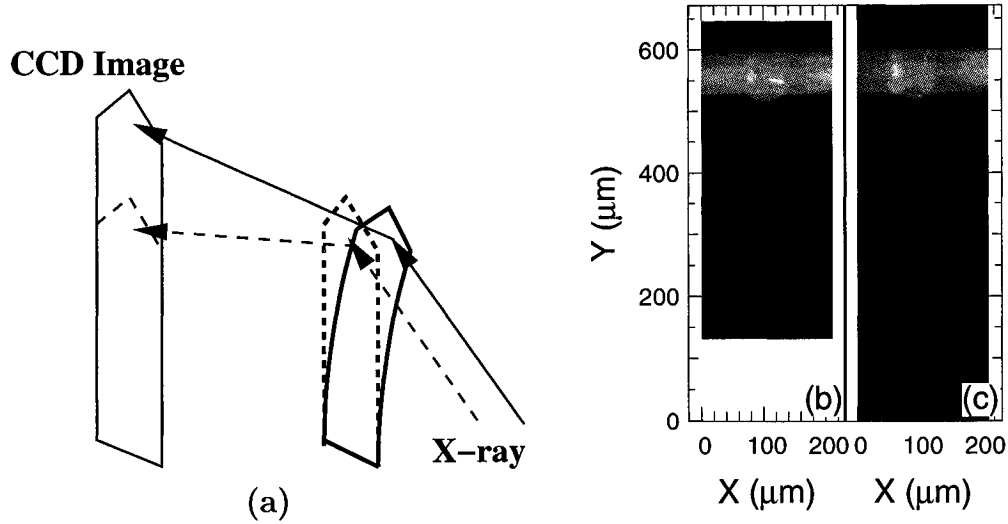 CCD Image
X-ray
(a)
600
400
200
0
Y (μm)
(b)
(c)
0 100 200
0 100 200
X (μm)
X (μm)